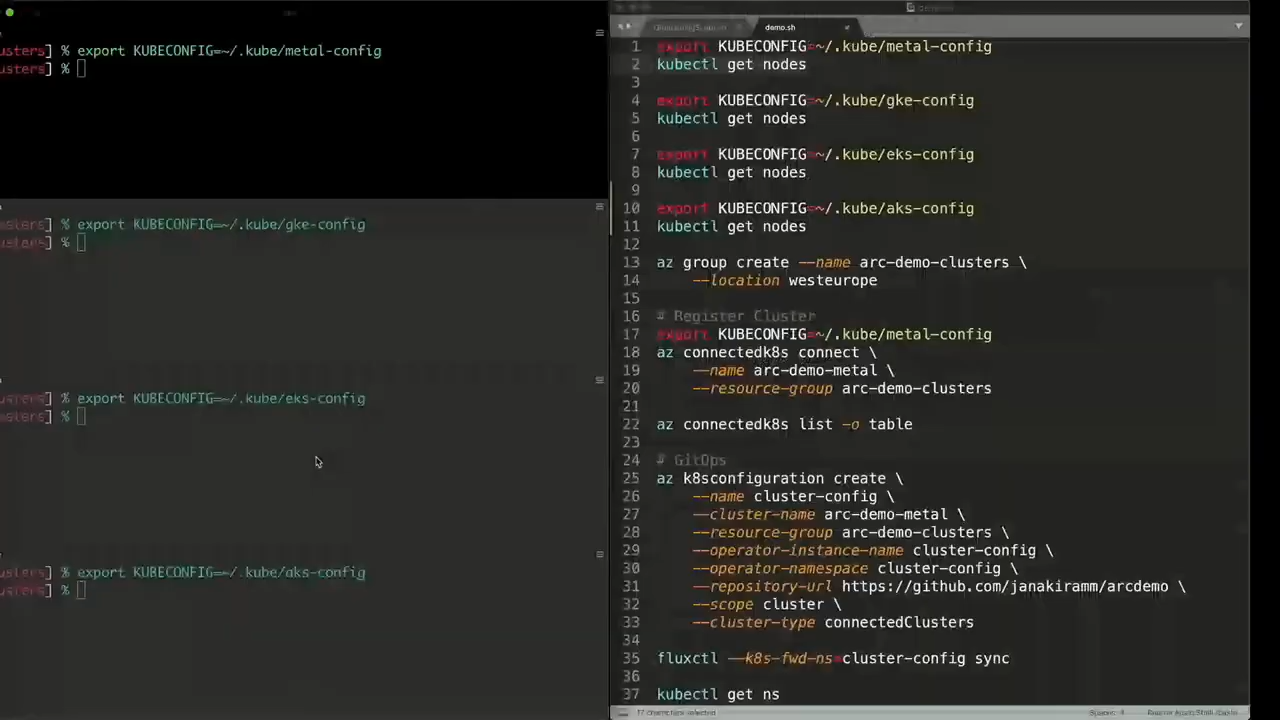 usters] % export KUBECONFIG=~/.kube/metal-config
usters] %
usters] % export KUBECONFIG=~/.kube/gke-config
usters] %
usters] % export KUBECONFIG=~/.kube/eks-config
usters] %
usters] % export KUBECONFIG=~/.kube/aks-config
usters] %
demo.sh
1 export KUBECONFIG=~/.kube/metal-config
2 kubectl get nodes
3
4 export KUBECONFIG=~/.kube/gke-config
5 kubectl get nodes
6
7 export KUBECONFIG=~/.kube/eks-config
8 kubectl get nodes
9
10 export KUBECONFIG=~/.kube/aks-config
11 kubectl get nodes
12
13 az group create --name arc-demo-clusters \
14 --location westeurope
15
16 # Register Cluster
17 export KUBECONFIG=~/.kube/metal-config
18 az connectedk8s connect \
19 --name arc-demo-metal \
20 --resource-group arc-demo-clusters
21
22 az connectedk8s list -o table
23
24 # GitOps
25 az k8sconfiguration create \
26 --name cluster-config \
27 --cluster-name arc-demo-metal \
28 --resource-group arc-demo-clusters \
29 --operator-instance-name cluster-config \
30 --operator-namespace cluster-config \
31 --repository-url https://github.com/janakiramm/arcdemo \
32 --scope cluster \
33 --cluster-type connectedClusters
34
35 fluxctl --k8s-fwd-ns=cluster-config sync
36
37 kubectl get ns
17 characters selected